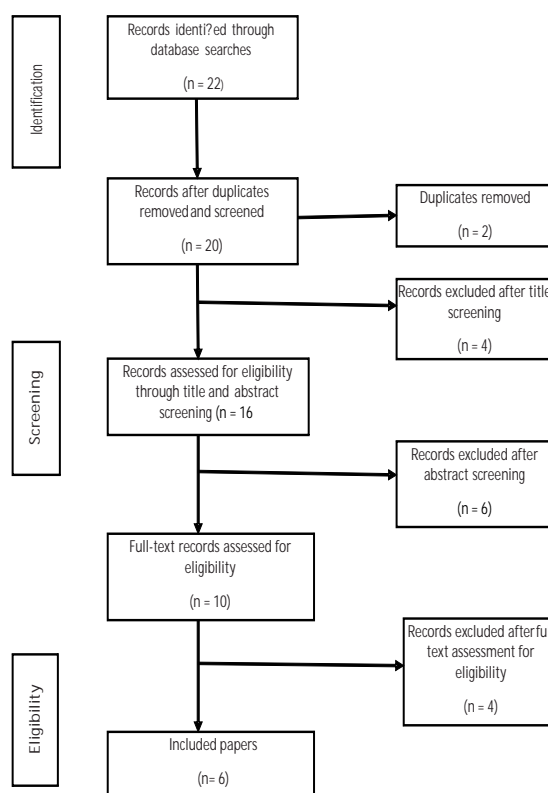 Identification
Records identi?ed through
database searches
(n = 22)
Records after duplicates
removed and screened
(n = 20)
Duplicates removed
(n = 2)
Records excluded after title
screening
(n = 4)
Screening
Records assessed for eligibility
through title and abstract
screening (n = 16
Records excluded after
abstract screening
(n = 6)
Full-text records assessed for
eligibility
(n = 10)
Records excluded after fu
text assessment for
eligibility
(n = 4)
Eligibility
Included papers
(n= 6)